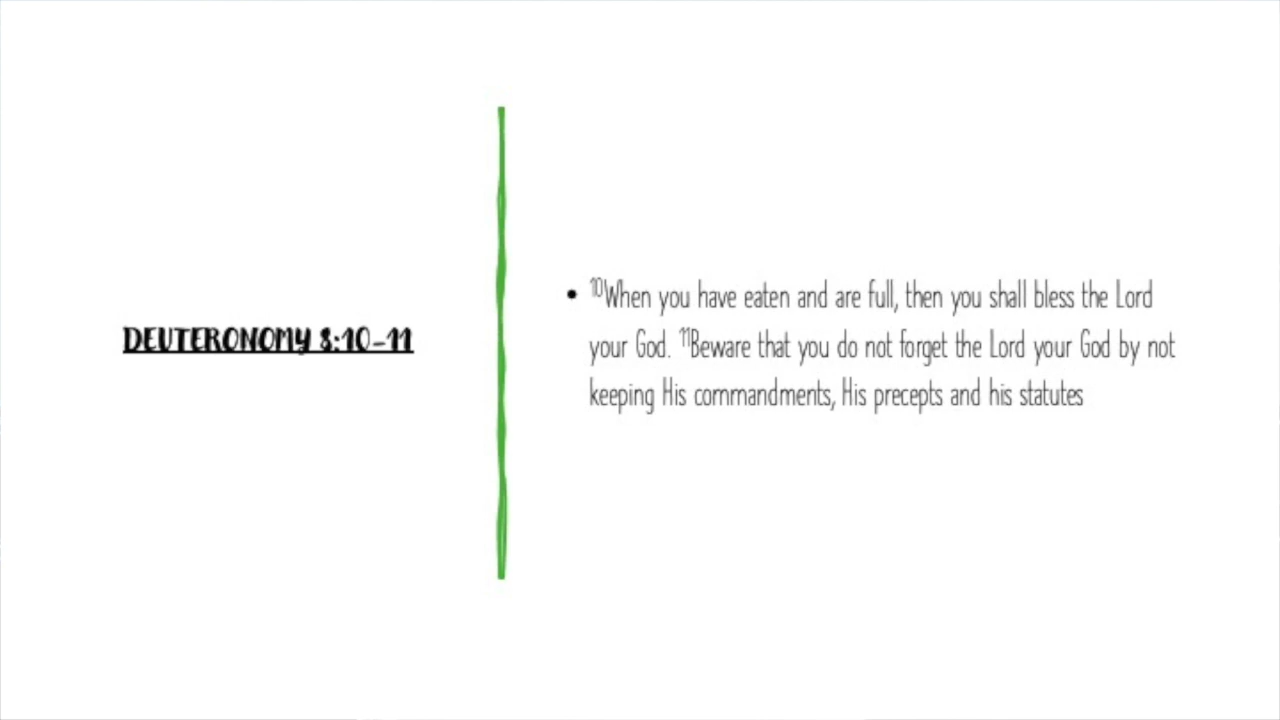 DEUTERONOMY 8:10-11
• ¹⁰When you have eaten and are full, then you shall bless the Lord
your God. ¹¹Beware that you do not forget the Lord your God by not
keeping His commandments, His precepts and his statutes